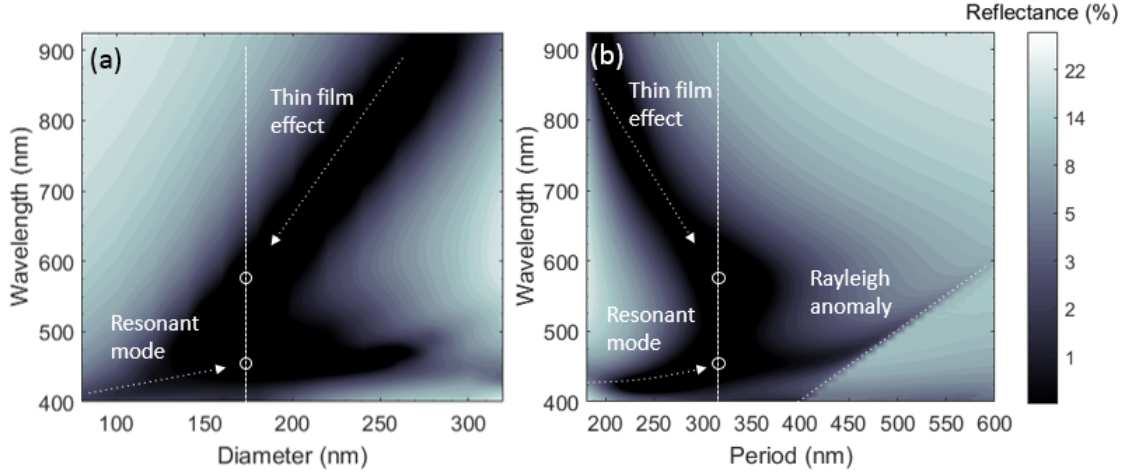 Reflectance (%)
(a)
900
800
700
600
500
400
Wavelength (nm)
Thin film
effect
Resonant
mode
100
150
200
250
300
Diameter (nm)
(b)
900
800
700
600
500
400
Wavelength (nm)
Thin film
effect
Resonant
mode
Rayleigh
anomaly
200
250
300
350
400
450
500
550
600
Period (nm)
22
14
8
5
3
2
1